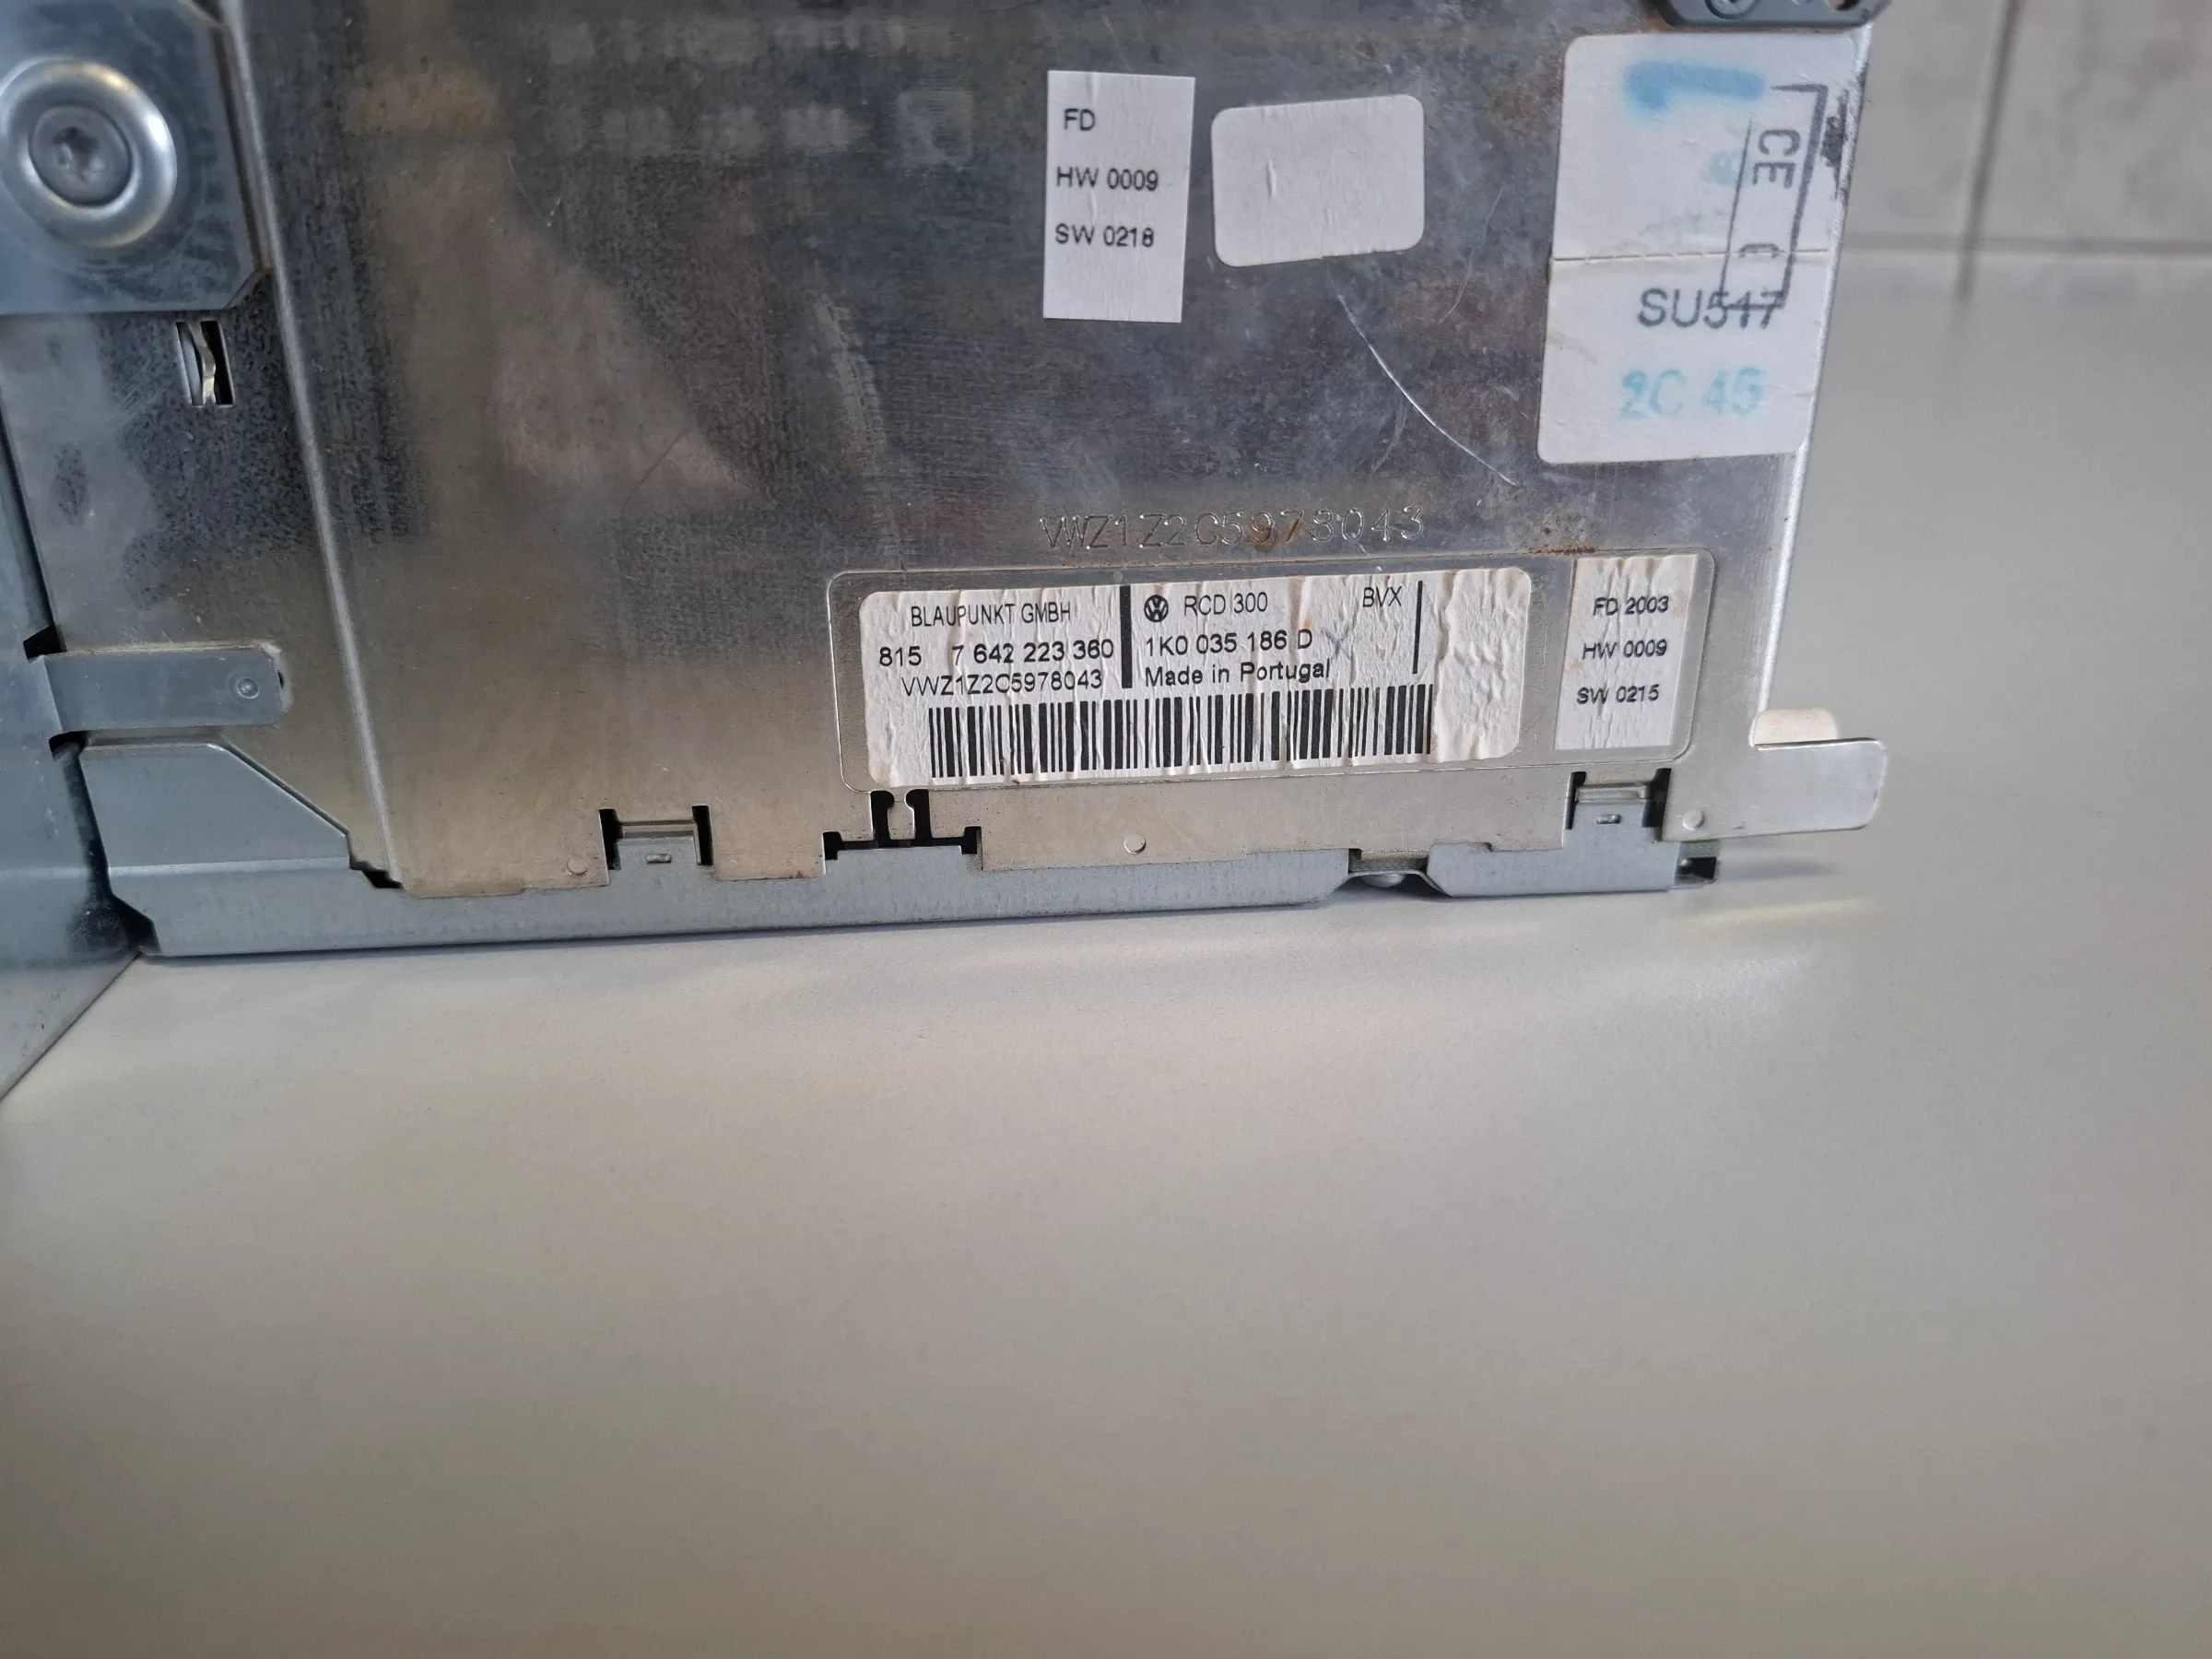 FD
HW 0009
SW 0218
CE
SU517
2C 45
VWZ1Z2C5978043
BLAUPUNKT GMBH
815 7 642 223 360
VWZ1Z2C5978043
RCD 300 BVX
1K0 035 186 D
Made in Portugal
FD 2003
HW 0009
SW 0215